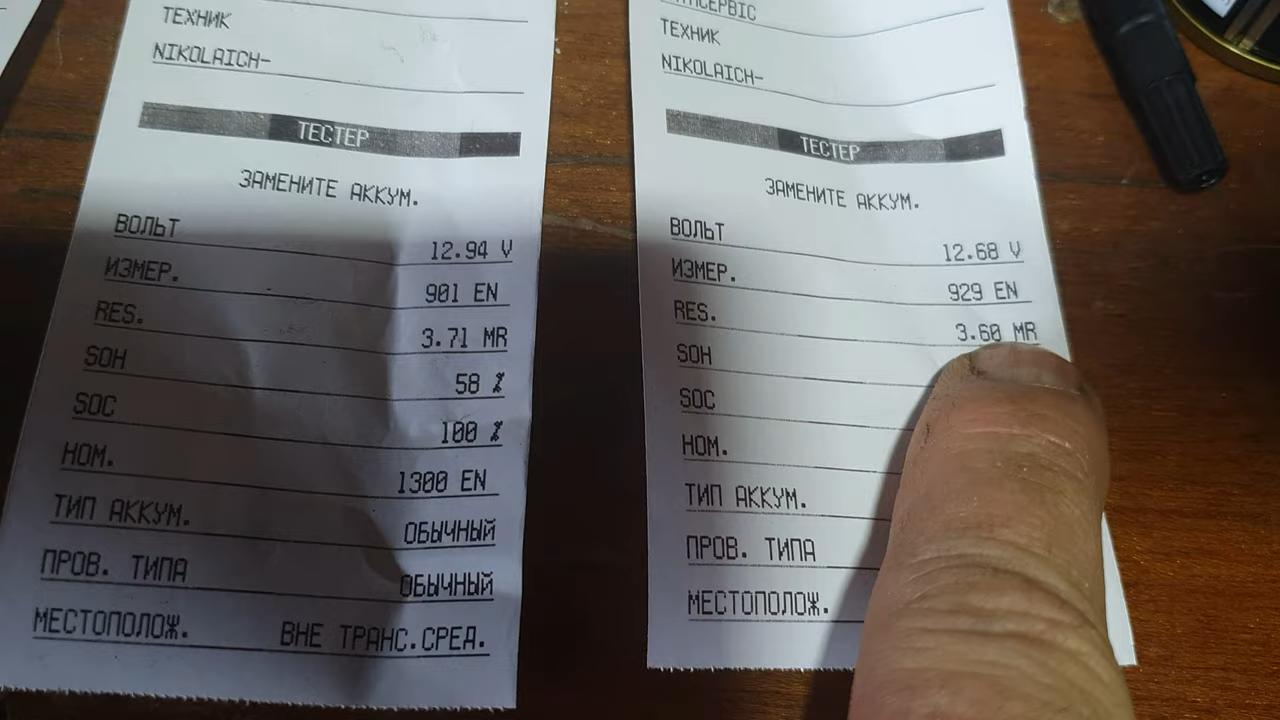 ТЕХНИК
NIKOLAICH-
ТЕСТЕР
ЗАМЕНИТЕ АККУМ.
ВОЛЬТ
12.94 V
ИЗМЕР.
901 EN
RES.
3.71 MR
SOH
58 %
SOC
100 %
НОМ.
1300 EN
ТИП АККУМ.
ОБЫЧНЫЙ
ПРОВ. ТИПА
ОБЫЧНЫЙ
МЕСТОПОЛОЖ.
ВНЕ ТРАНС.СРЕД.
ТЕХНИК
NIKOLAICH-
ТЕСТЕР
ЗАМЕНИТЕ АККУМ.
ВОЛЬТ
12.68 V
ИЗМЕР.
929 EN
RES.
3.60 MR
SOH
SOC
НОМ.
ТИП АККУМ.
ПРОВ. ТИПА
МЕСТОПОЛОЖ.